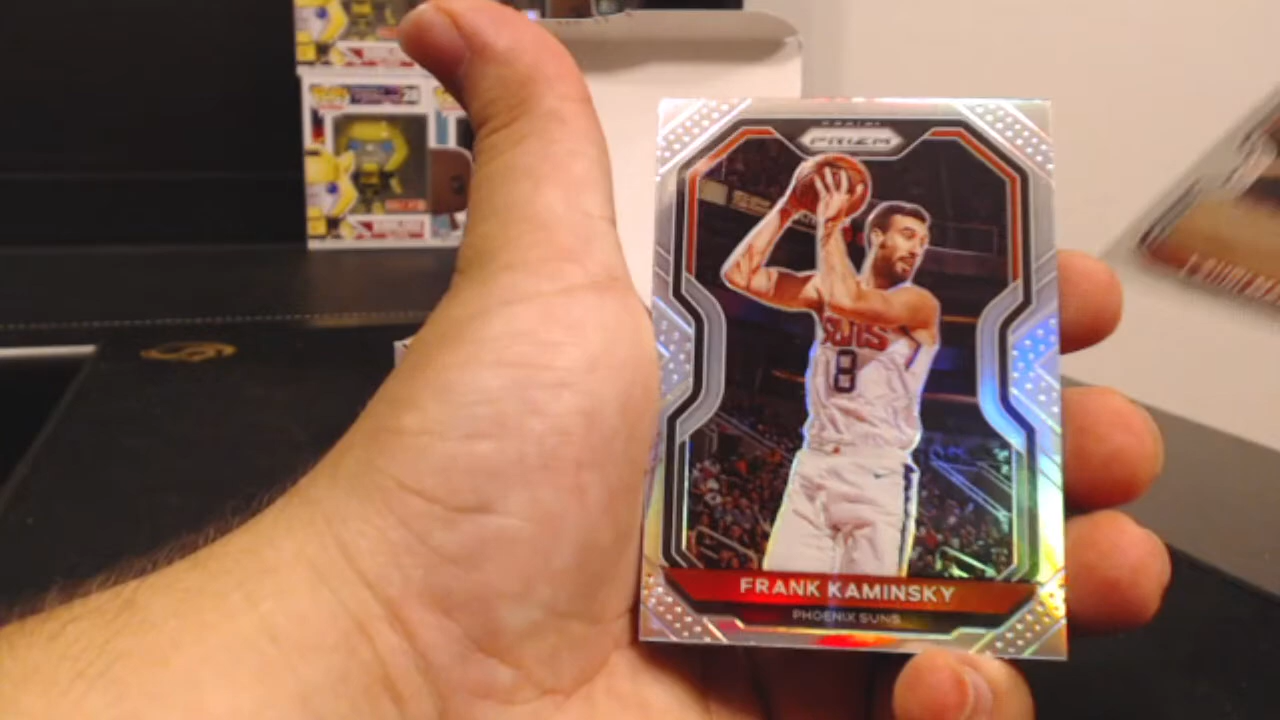 PANINI
PRIZM
SUNS
8
FRANK KAMINSKY
PHOENIX SUNS